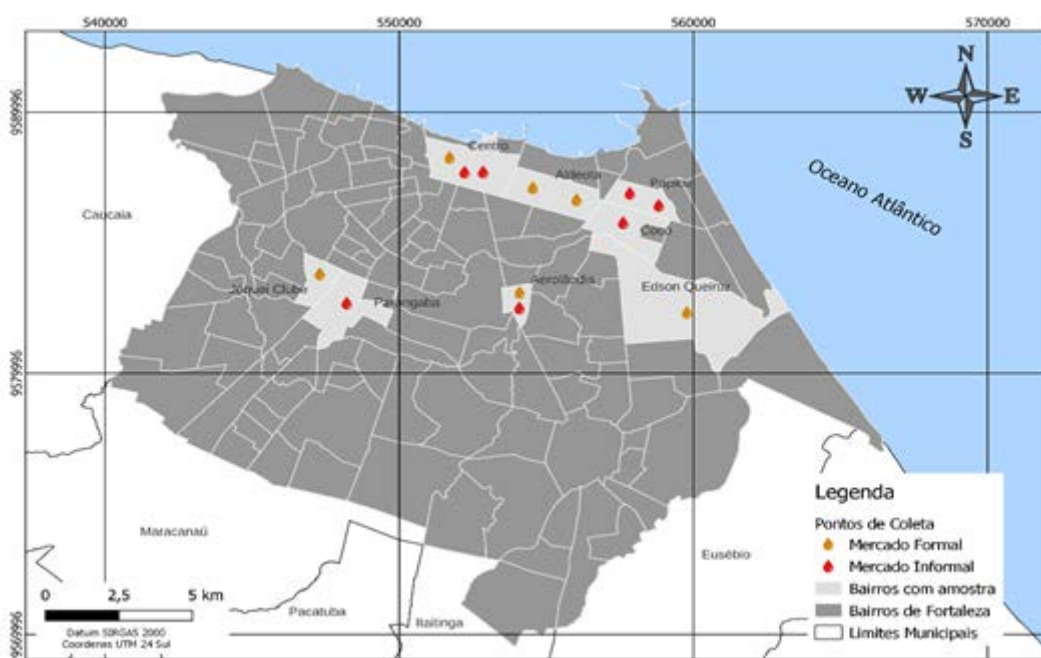 540000
550000
560000
570000
9589996
9579996
9569996
N
W
E
S
Centro
Aldeota
Papicu
Cocó
Oceano Atlântico
Caucaia
Jóquei Clube
Parangaba
Aerolândia
Edson Queiroz
Maracanaú
Pacatuba
Itaitinga
Eusébio
0
2,5
5 km
Datum SIRGAS 2000
Coordenas UTM 24 Sul
Legenda
Pontos de Coleta
Mercado Formal
Mercado Informal
Bairros com amostra
Bairros de Fortaleza
Limites Municipais